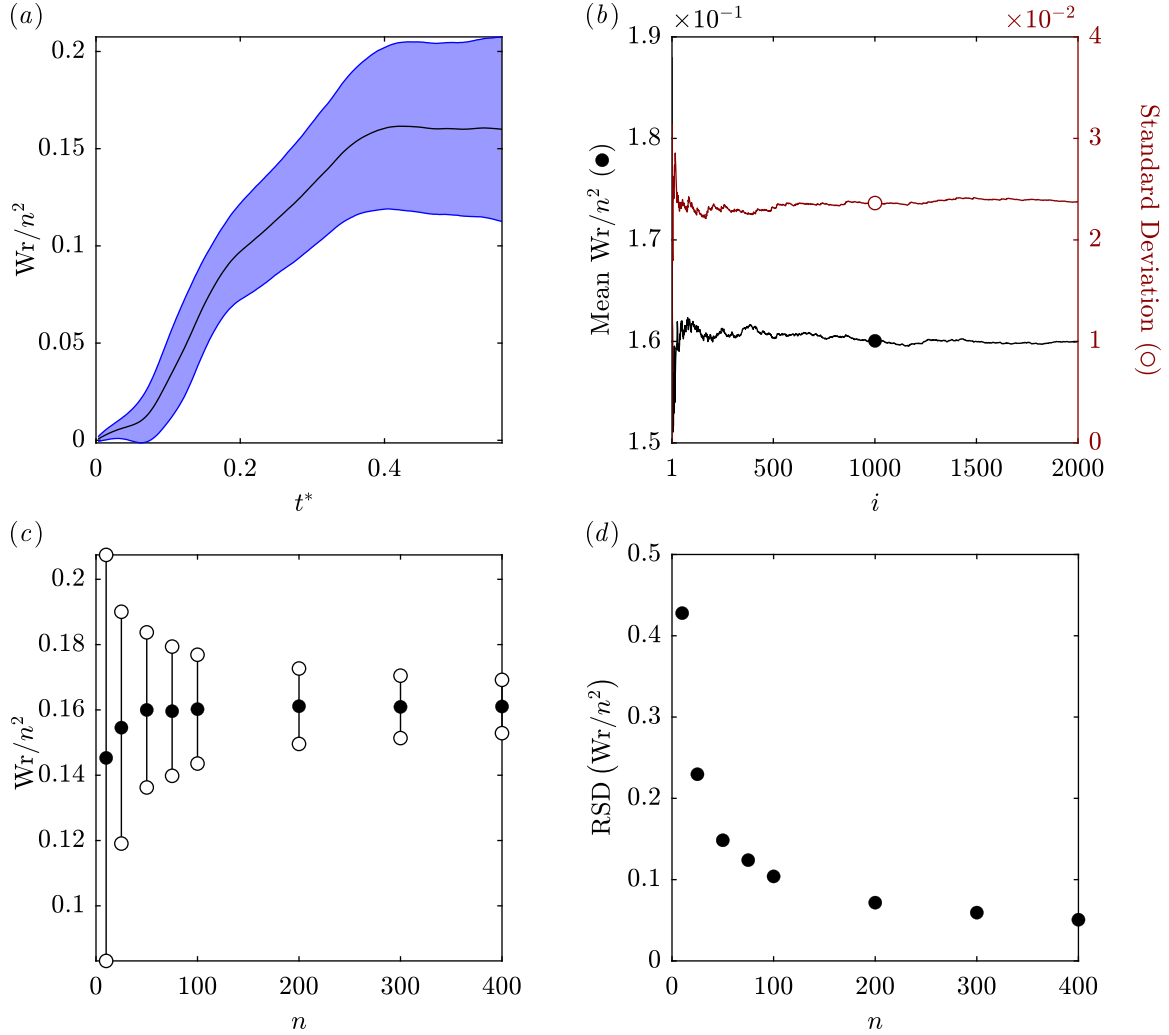 (a)
0.2
0.15
0.1
0.05
0
0 0.2 0.4
Wr/n²
t*
(b)
×10⁻¹ ×10⁻²
1.9
1.8
1.7
1.6
1.5
4
3
2
1
0
1 500 1000 1500 2000
Mean Wr/n² (●)
Standard Deviation (○)
i
(c)
0.2
0.18
0.16
0.14
0.12
0.1
0 100 200 300 400
Wr/n²
n
(d)
0.5
0.4
0.3
0.2
0.1
0
0 100 200 300 400
RSD (Wr/n²)
n